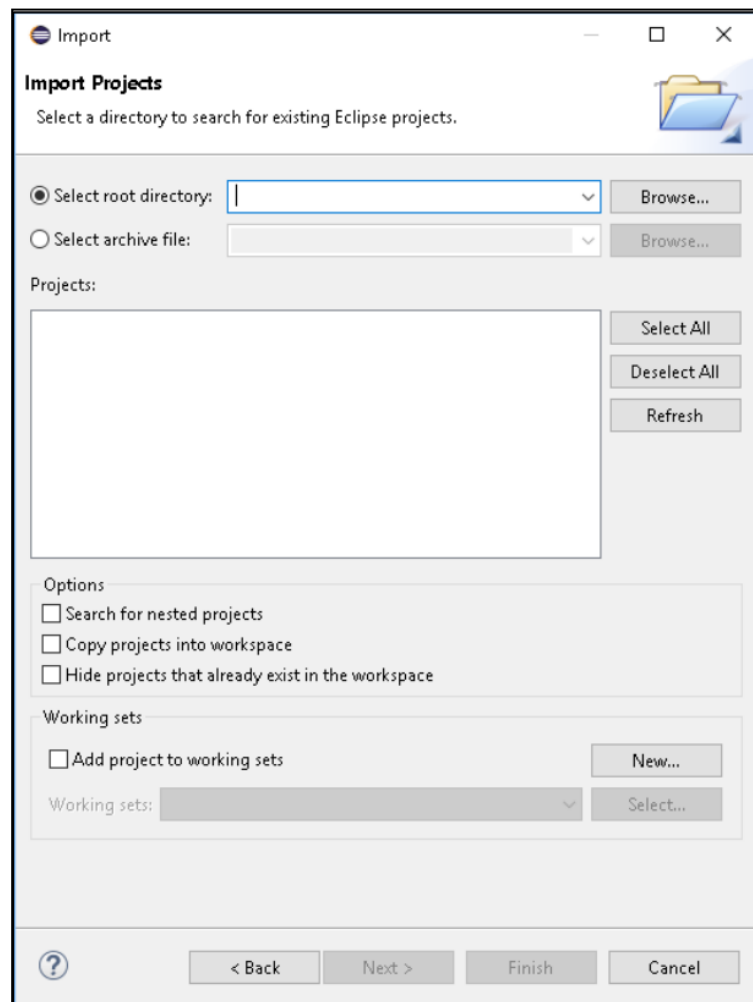 Import
Import Projects
Select a directory to search for existing Eclipse projects.
Select root directory: Browse...
Select archive file: Browse...
Projects:
Select All
Deselect All
Refresh
Options
Search for nested projects
Copy projects into workspace
Hide projects that already exist in the workspace
Working sets
Add project to working sets New...
Working sets: Select...
? < Back Next > Finish Cancel